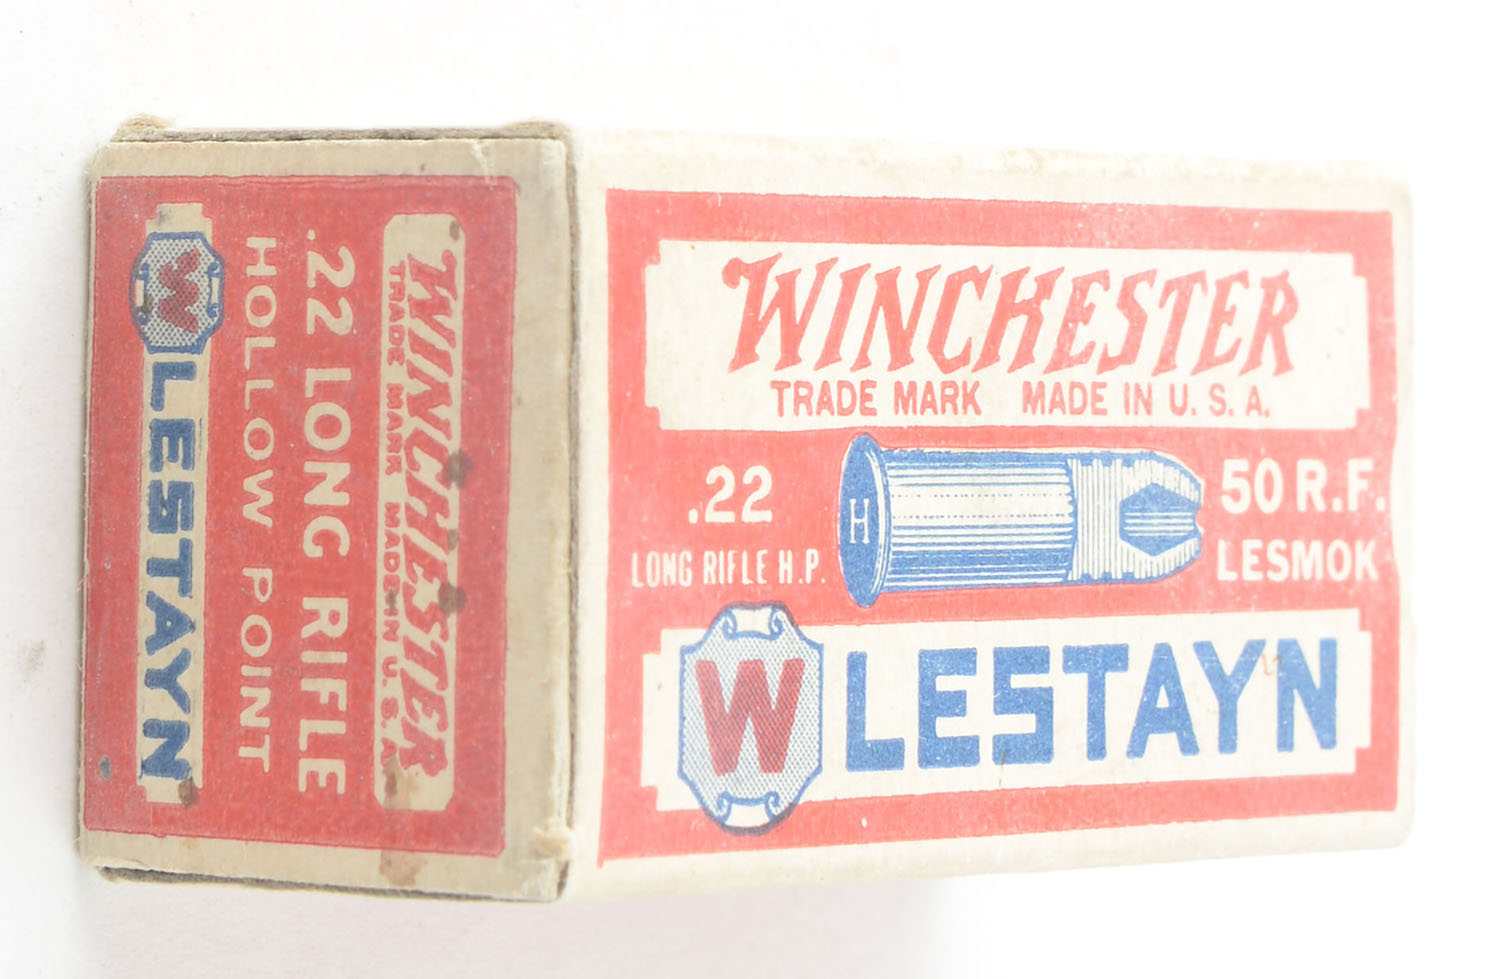 WINCHESTER
TRADE MARK MADE IN U.S.A.
.22
LONG RIFLE H.P.
H
50 R.F.
LESMOK
W LESTAYN
WINCHESTER
TRADE MARK MADE IN U.S.A.
.22 LONG RIFLE
HOLLOW POINT
W LESTAYN